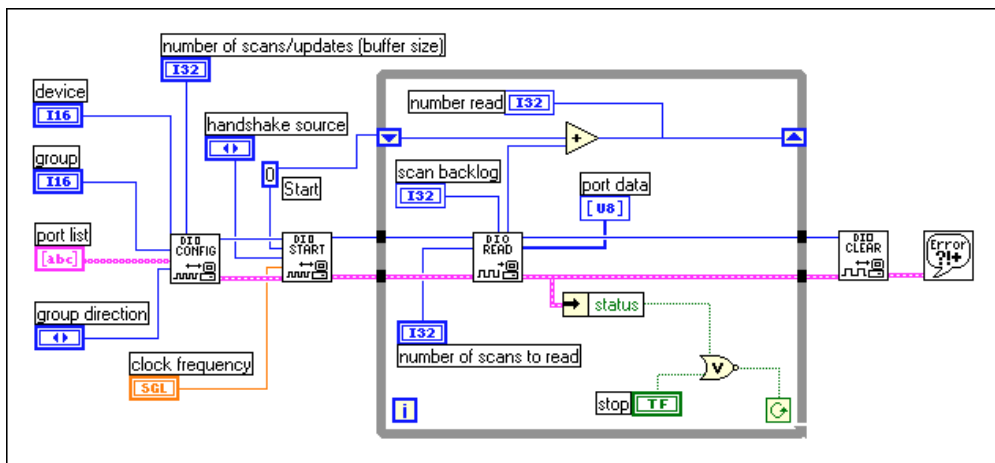 number of scans/updates (buffer size)
I32
device
I16
handshake source
number read I32
group
I16
0
Start
scan backlog
I32
port data
[U8]
port list
[abc]
DIO
CONFIG
DIO
START
DIO
READ
DIO
CLEAR
Error
?!+
group direction
status
I32
number of scans to read
clock frequency
SGL
V
stop TF
i